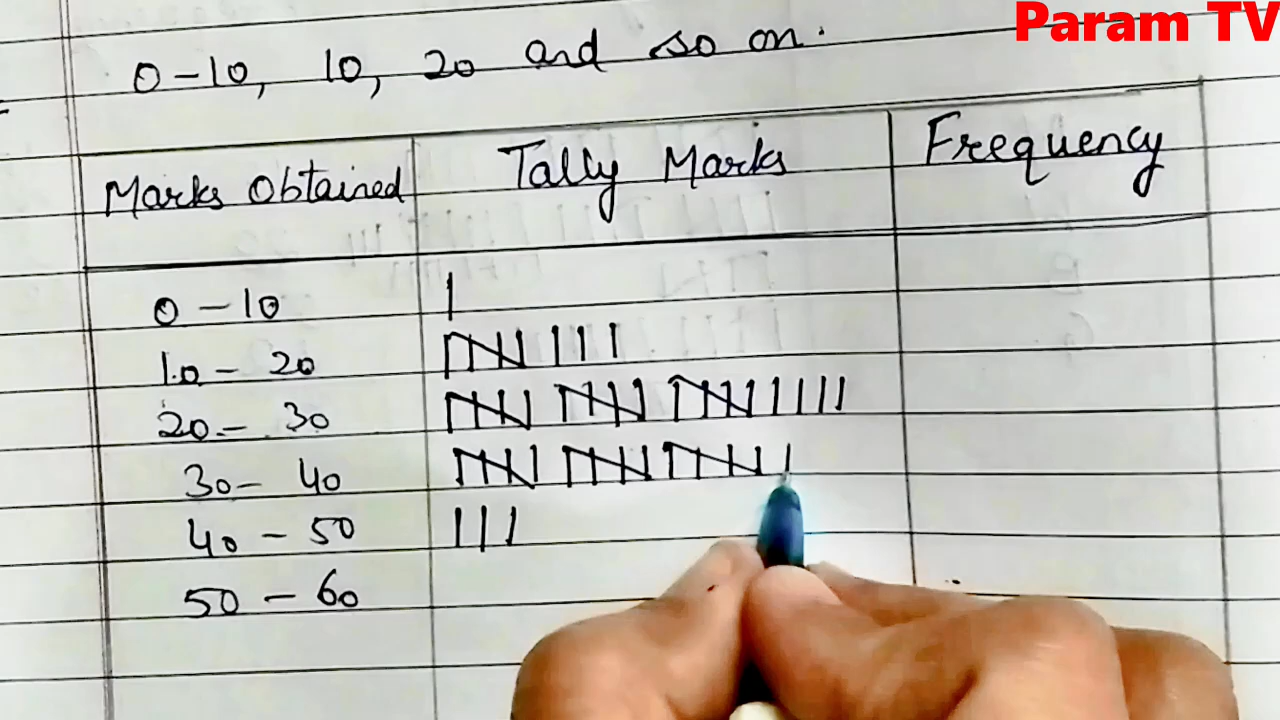 Param TV
0-10, 10, 20 and so on.
Marks Obtained Tally Marks Frequency
0-10
10-20
20-30
30-40
40-50
50-60